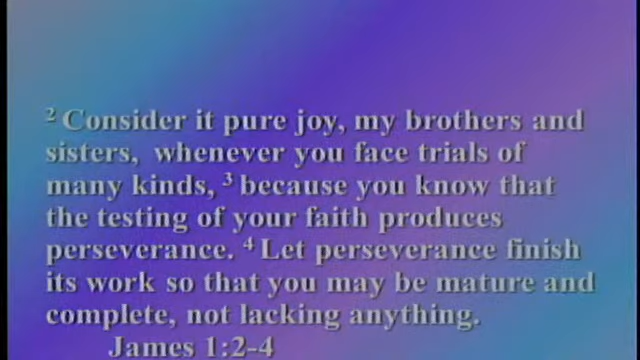 ² Consider it pure joy, my brothers and
sisters, whenever you face trials of
many kinds, ³ because you know that
the testing of your faith produces
perseverance. ⁴ Let perseverance finish
its work so that you may be mature and
complete, not lacking anything.
James 1:2-4